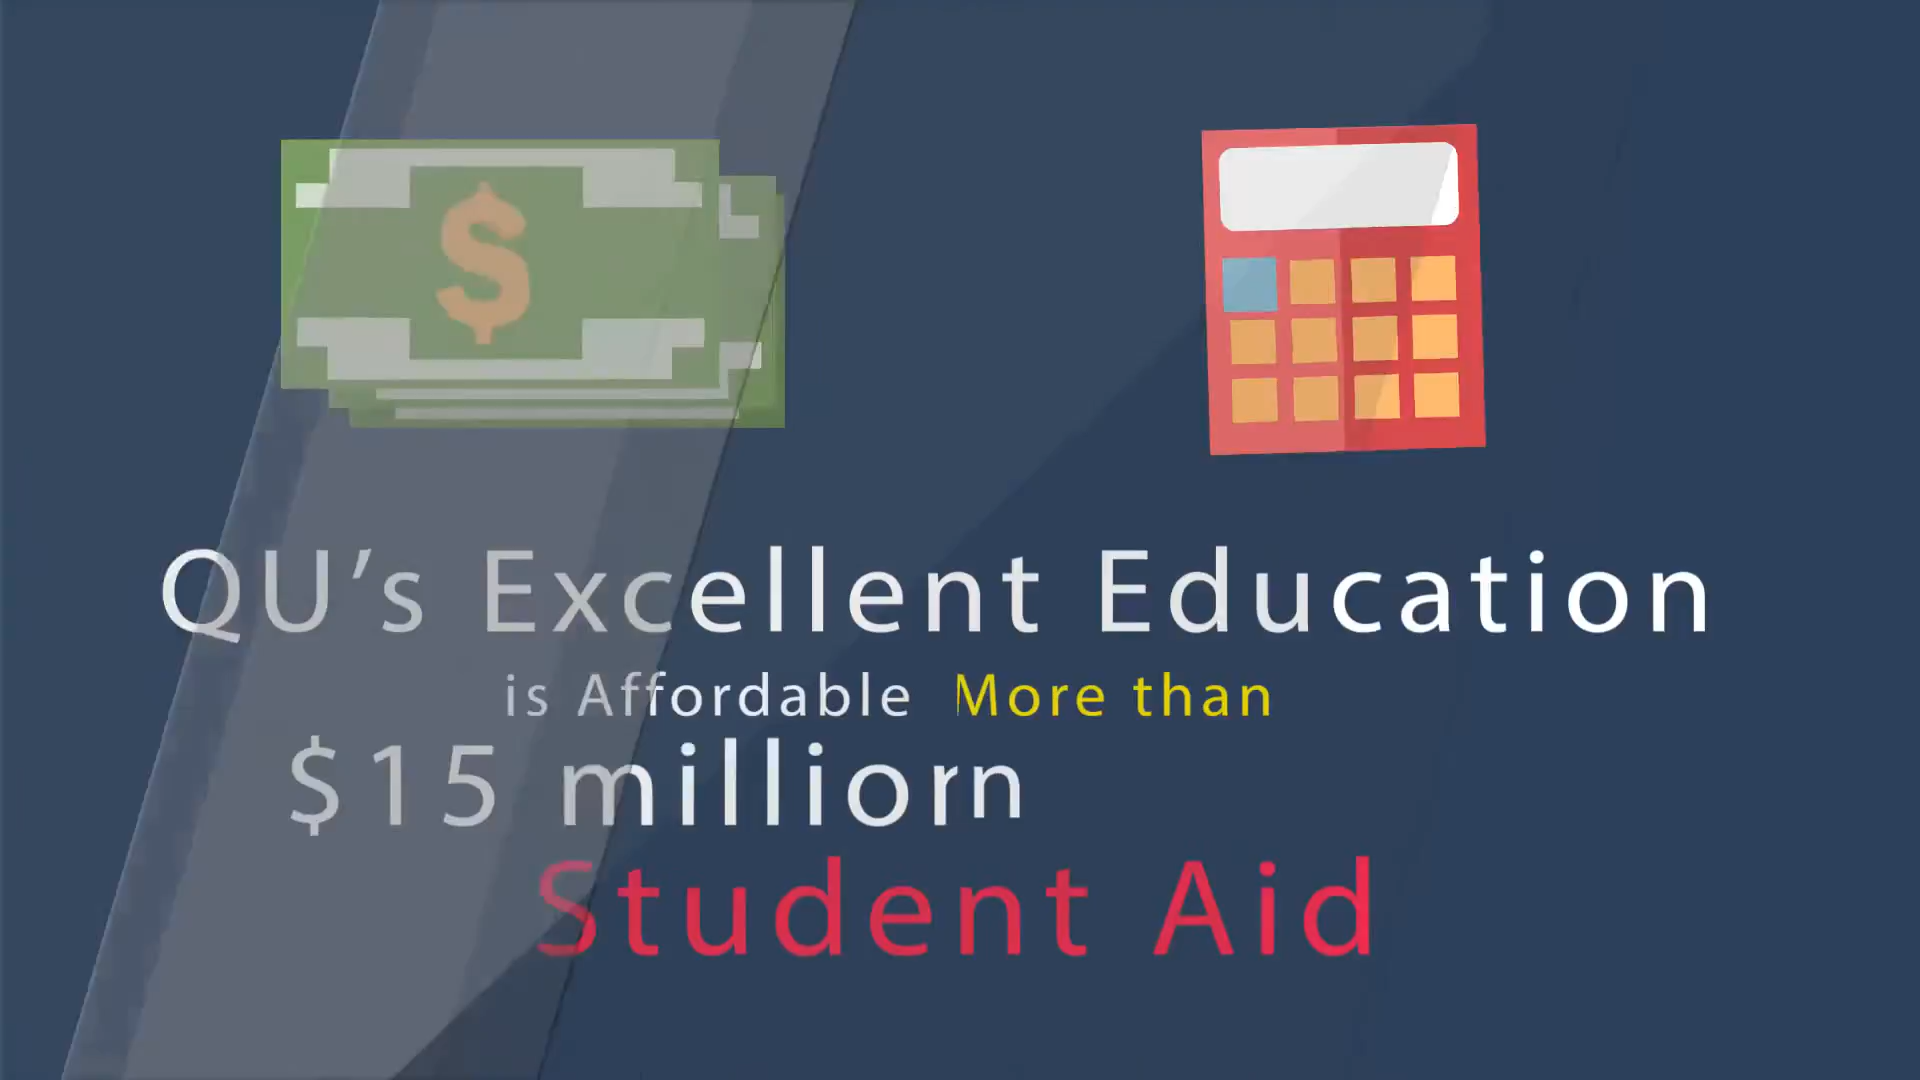 $
QU’s Excellent Education
is Affordable More than
$15 milliorn
Student Aid